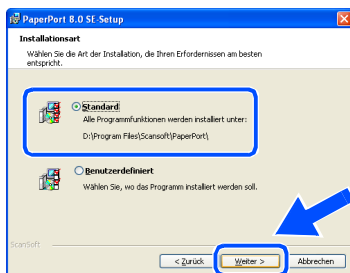 PaperPort 8.0 SE-Setup
Installationsart
Wählen Sie die Art der Installation, die Ihren Erfordernissen am besten
entspricht.
Standard
Alle Programmfunktionen werden installiert unter:
D:\Program Files\Scansoft\PaperPort\
Benutzerdefiniert
Wählen Sie, wo das Programm installiert werden soll.
ScanSoft
< Zurück Weiter > Abbrechen